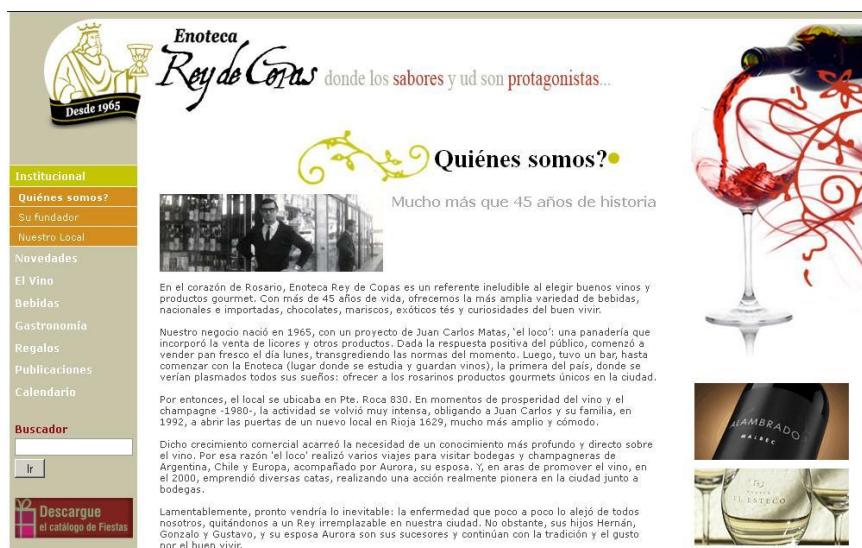 Enoteca
Rey de Copas donde los sabores y ud son protagonistas...
Desde 1965
Institucional
Quiénes somos?
Su fundador
Nuestro Local
Novedades
El Vino
Bebidas
Gastronomía
Regalos
Publicaciones
Calendario
Buscador
Ir
Descargue
el catálogo de Fiestas
Quiénes somos?
Mucho más que 45 años de historia
En el corazón de Rosario, Enoteca Rey de Copas es un referente ineludible al elegir buenos vinos y
productos gourmet. Con más de 45 años de vida, ofrecemos la más amplia variedad de bebidas,
nacionales e importadas, chocolates, mariscos, exóticos tés y curiosidades del buen vivir.
Nuestro negocio nació en 1965, con un proyecto de Juan Carlos Matas, 'el loco': una panadería que
incorporó la venta de licores y otros productos. Dada la respuesta positiva del público, comenzó a
vender pan fresco el día lunes, transgrediendo las normas del momento. Luego, tuvo un bar, hasta
comenzar con la Enoteca (lugar donde se estudia y guardan vinos), la primera del país, donde se
verían plasmados todos sus sueños: ofrecer a los rosarinos productos gourmets únicos en la ciudad.
Por entonces, el local se ubicaba en Pte. Roca 830. En momentos de prosperidad del vino y el
champagne -1980-, la actividad se volvió muy intensa, obligando a Juan Carlos y su familia, en
1992, a abrir las puertas de un nuevo local en Rioja 1629, mucho más amplio y cómodo.
Dicho crecimiento comercial acarreó la necesidad de un conocimiento más profundo y directo sobre
el vino. Por esa razón 'el loco' realizó varios viajes para visitar bodegas y champagneras de
Argentina, Chile y Europa, acompañado por Aurora, su esposa. Y, en aras de promover el vino, en
el 2000, emprendió diversas catas, realizando una acción realmente pionera en la ciudad junto a
bodegas.
Lamentablemente, pronto vendría lo inevitable: la enfermedad que poco a poco lo alejó de todos
nosotros, quitándonos a un Rey irremplazable en nuestra ciudad. No obstante, sus hijos Hernán,
Gonzalo y Gustavo, y su esposa Aurora son sus sucesores y continúan con la tradición y el gusto
por el buen vivir.
ALAMBRADO
MALBEC
EL ESTECO